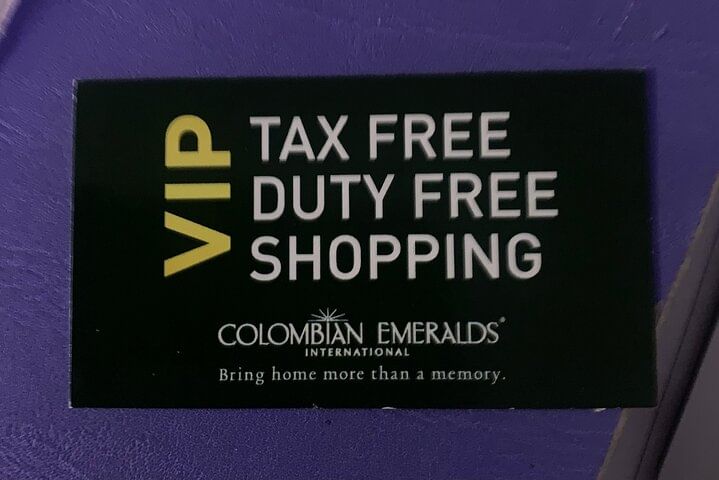 VIP
TAX FREE
DUTY FREE
SHOPPING
COLOMBIAN EMERALDS®
INTERNATIONAL
Bring home more than a memory.